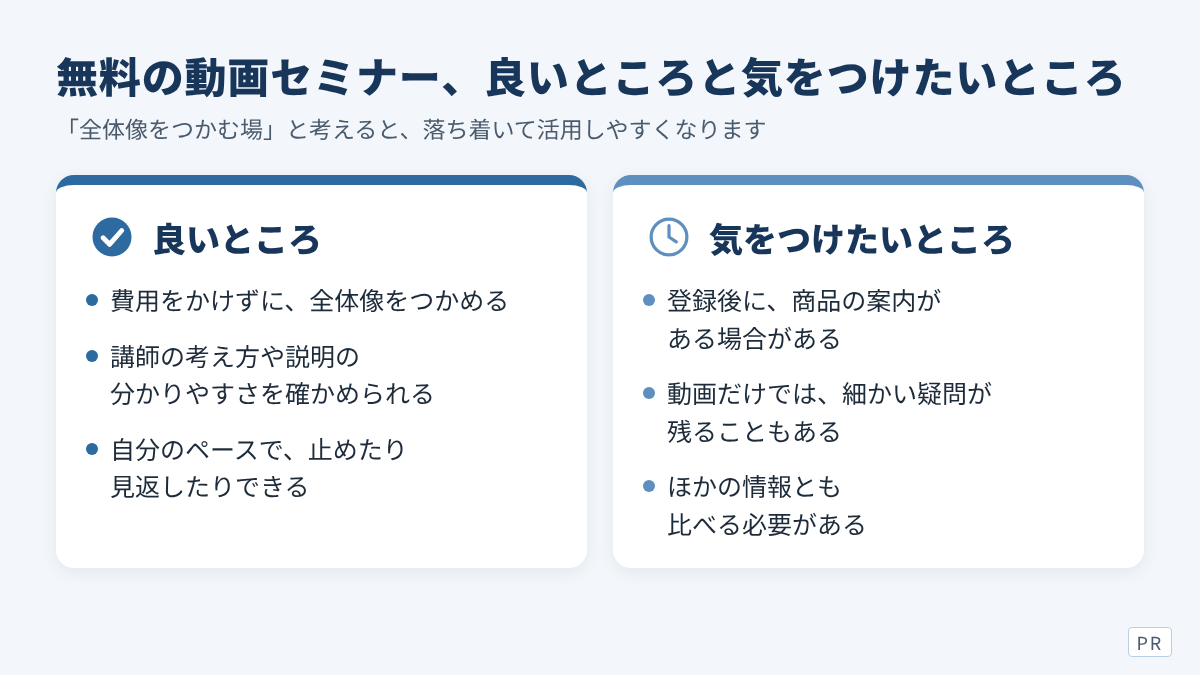 無料の動画セミナー、良いところと気をつけたいところ
「全体像をつかむ場」と考えると、落ち着いて活用しやすくなります
良いところ
費用をかけずに、全体像をつかめる
講師の考え方や説明の
分かりやすさを確かめられる
自分のペースで、止めたり
見返したりできる
気をつけたいところ
登録後に、商品の案内が
ある場合がある
動画だけでは、細かい疑問が
残ることもある
ほかの情報とも
比べる必要がある
PR